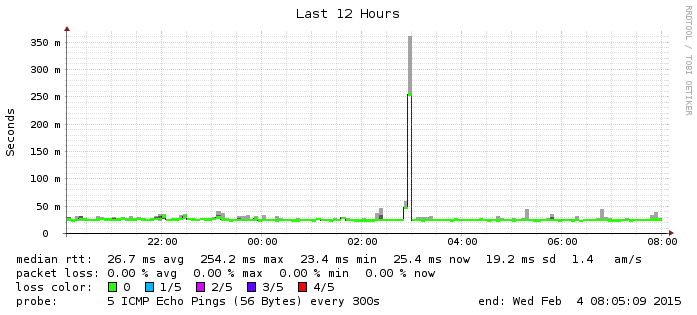 Last 12 Hours
RRDTOOL / TOBI OETIKER
Seconds
350 m
300 m
250 m
200 m
150 m
100 m
50 m
0
22:00 00:00 02:00 04:00 06:00 08:00
median rtt: 26.7 ms avg 254.2 ms max 23.4 ms min 25.4 ms now 19.2 ms sd 1.4 am/s
packet loss: 0.00 % avg 0.00 % max 0.00 % min 0.00 % now
loss color: 0 1/5 2/5 3/5 4/5
probe: 5 ICMP Echo Pings (56 Bytes) every 300s end: Wed Feb 4 08:05:09 2015